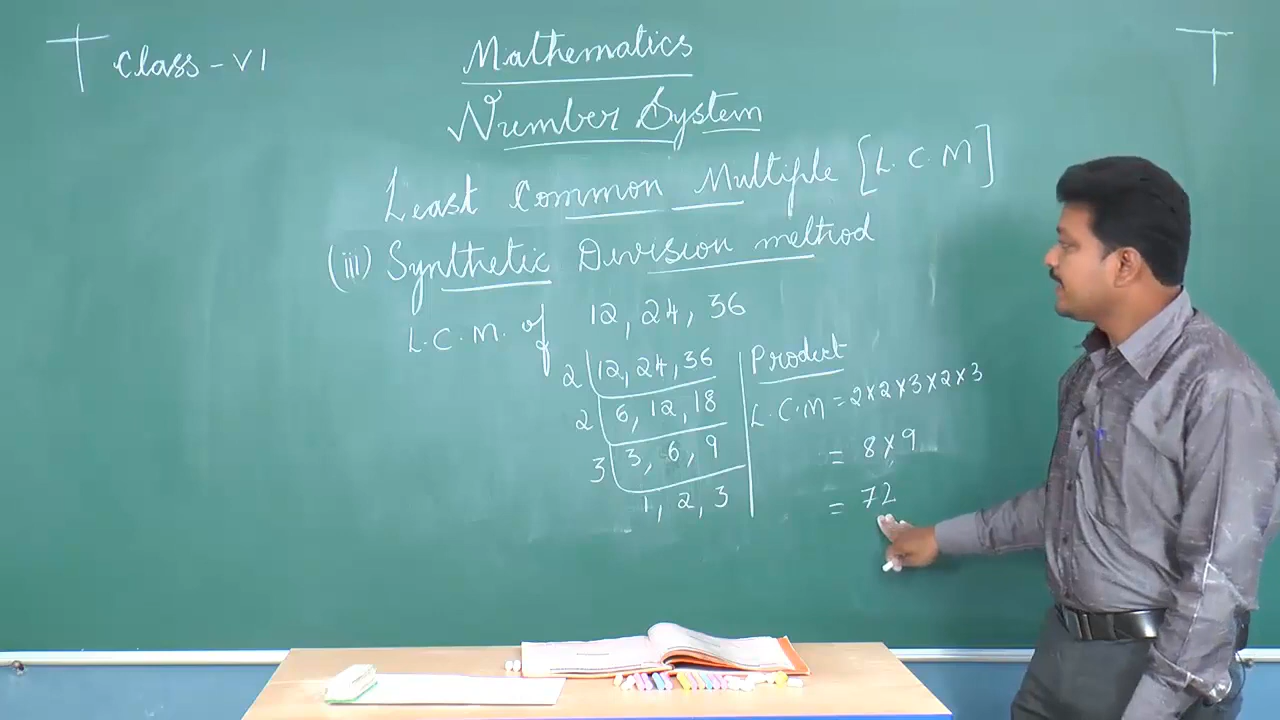 Class - VI
Mathematics
Number System
Least Common Multiple [L.C.M]
(iii) Synthetic Division method
L.C.M. of 12, 24, 36
2 | 12, 24, 36
2 | 6, 12, 18
3 | 3, 6, 9
1, 2, 3
Product
L.C.M = 2×2×3×2×3
= 8×9
= 72